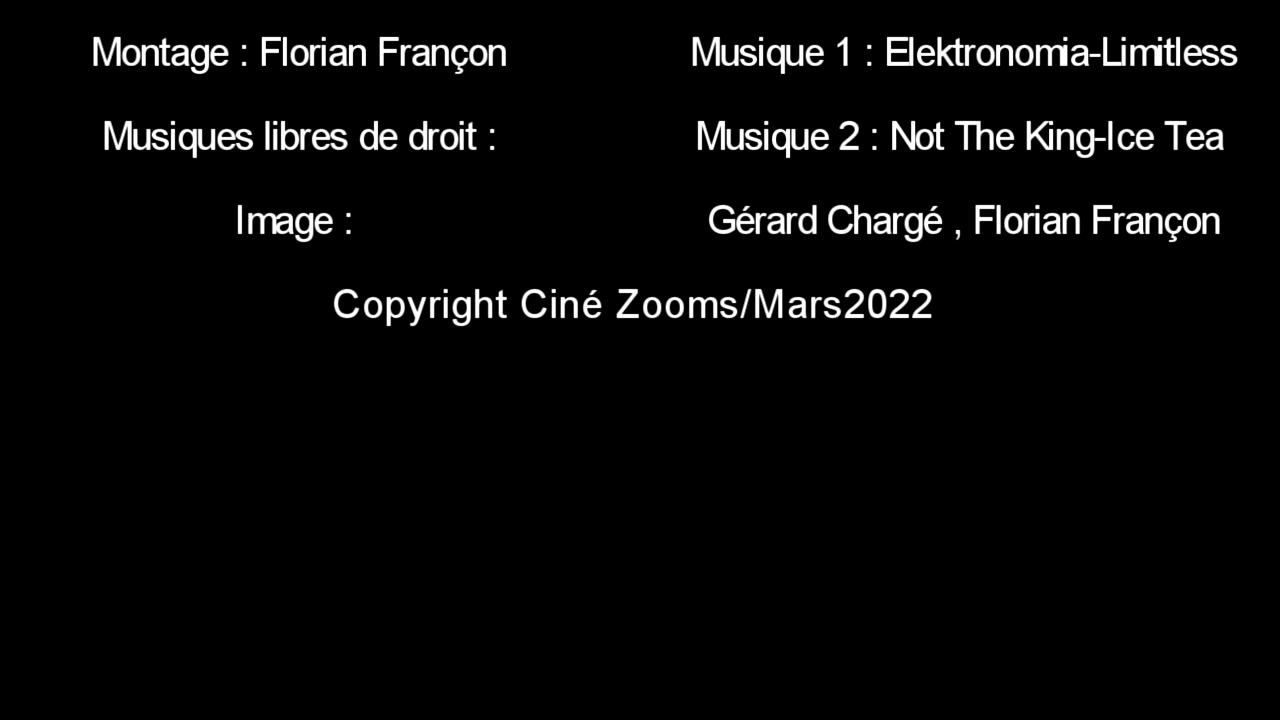 Montage : Florian Françon
Musique 1 : Elektronomia-Limitless
Musiques libres de droit :
Musique 2 : Not The King-Ice Tea
Image :
Gérard Chargé , Florian Françon
Copyright Ciné Zooms/Mars2022